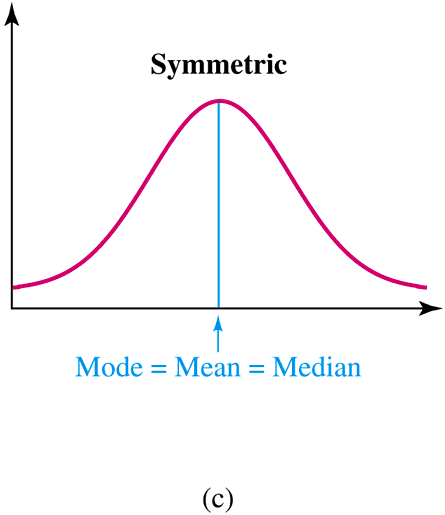 Symmetric
Mode = Mean = Median
(c)